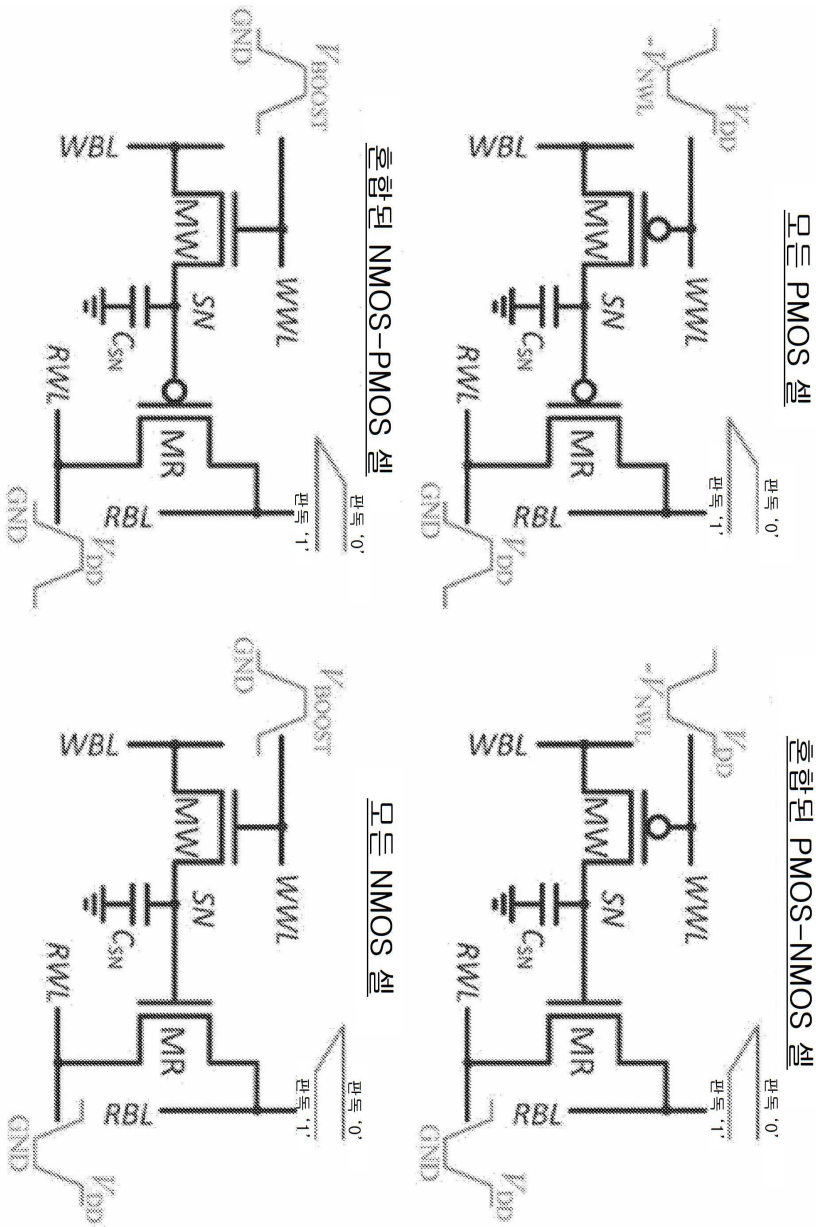 모든 PMOS 셀
판독 '0'
판독 '1'
VDD
-VNWL
WWL
MW
SN
MR
WBL
CSN
RBL
RWL
VDD
GND
혼합된 PMOS-NMOS 셀
판독 '0'
판독 '1'
VDD
-VNWL
WWL
MW
SN
MR
WBL
CSN
RBL
RWL
VDD
GND
혼합된 NMOS-PMOS 셀
판독 '0'
판독 '1'
VBOOST
GND
WWL
MW
SN
MR
WBL
CSN
RBL
RWL
VDD
GND
모든 NMOS 셀
판독 '0'
판독 '1'
VBOOST
GND
WWL
MW
SN
MR
WBL
CSN
RBL
RWL
VDD
GND